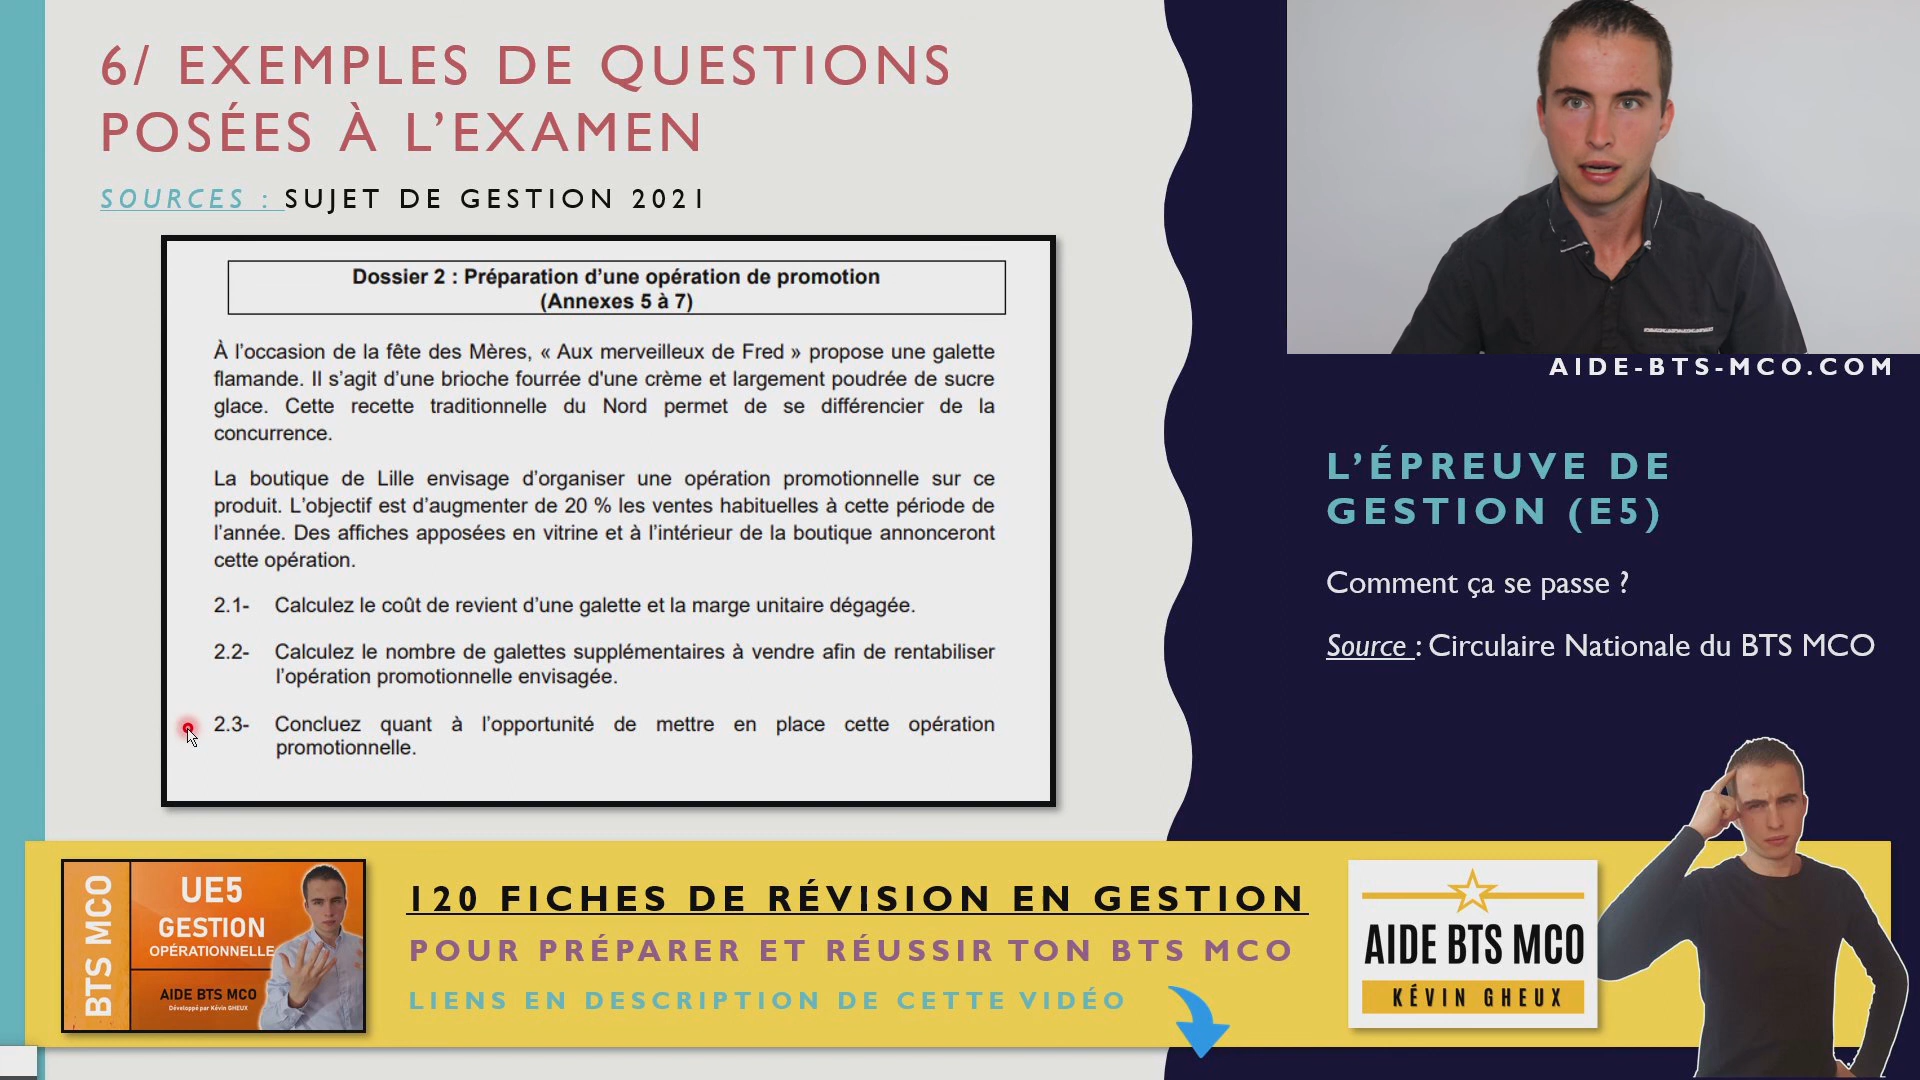 6/ EXEMPLES DE QUESTIONS
POSÉES À L'EXAMEN
SOURCES : SUJET DE GESTION 2021
Dossier 2 : Préparation d'une opération de promotion
(Annexes 5 à 7)
À l'occasion de la fête des Mères, « Aux merveilleux de Fred » propose une galette
flamande. Il s'agit d'une brioche fourrée d'une crème et largement poudrée de sucre
glace. Cette recette traditionnelle du Nord permet de se différencier de la
concurrence.
La boutique de Lille envisage d'organiser une opération promotionnelle sur ce
produit. L'objectif est d'augmenter de 20 % les ventes habituelles à cette période de
l'année. Des affiches apposées en vitrine et à l'intérieur de la boutique annonceront
cette opération.
2.1- Calculez le coût de revient d'une galette et la marge unitaire dégagée.
2.2- Calculez le nombre de galettes supplémentaires à vendre afin de rentabiliser
l'opération promotionnelle envisagée.
2.3- Concluez quant à l'opportunité de mettre en place cette opération
promotionnelle.
AIDE-BTS-MCO.COM
L'ÉPREUVE DE
GESTION (E5)
Comment ça se passe ?
Source : Circulaire Nationale du BTS MCO
BTS MCO
UE5
GESTION
OPÉRATIONNELLE
AIDE BTS MCO
Développé par Kévin GHEUX
120 FICHES DE RÉVISION EN GESTION
POUR PRÉPARER ET RÉUSSIR TON BTS MCO
LIENS EN DESCRIPTION DE CETTE VIDÉO
AIDE BTS MCO
KÉVIN GHEUX